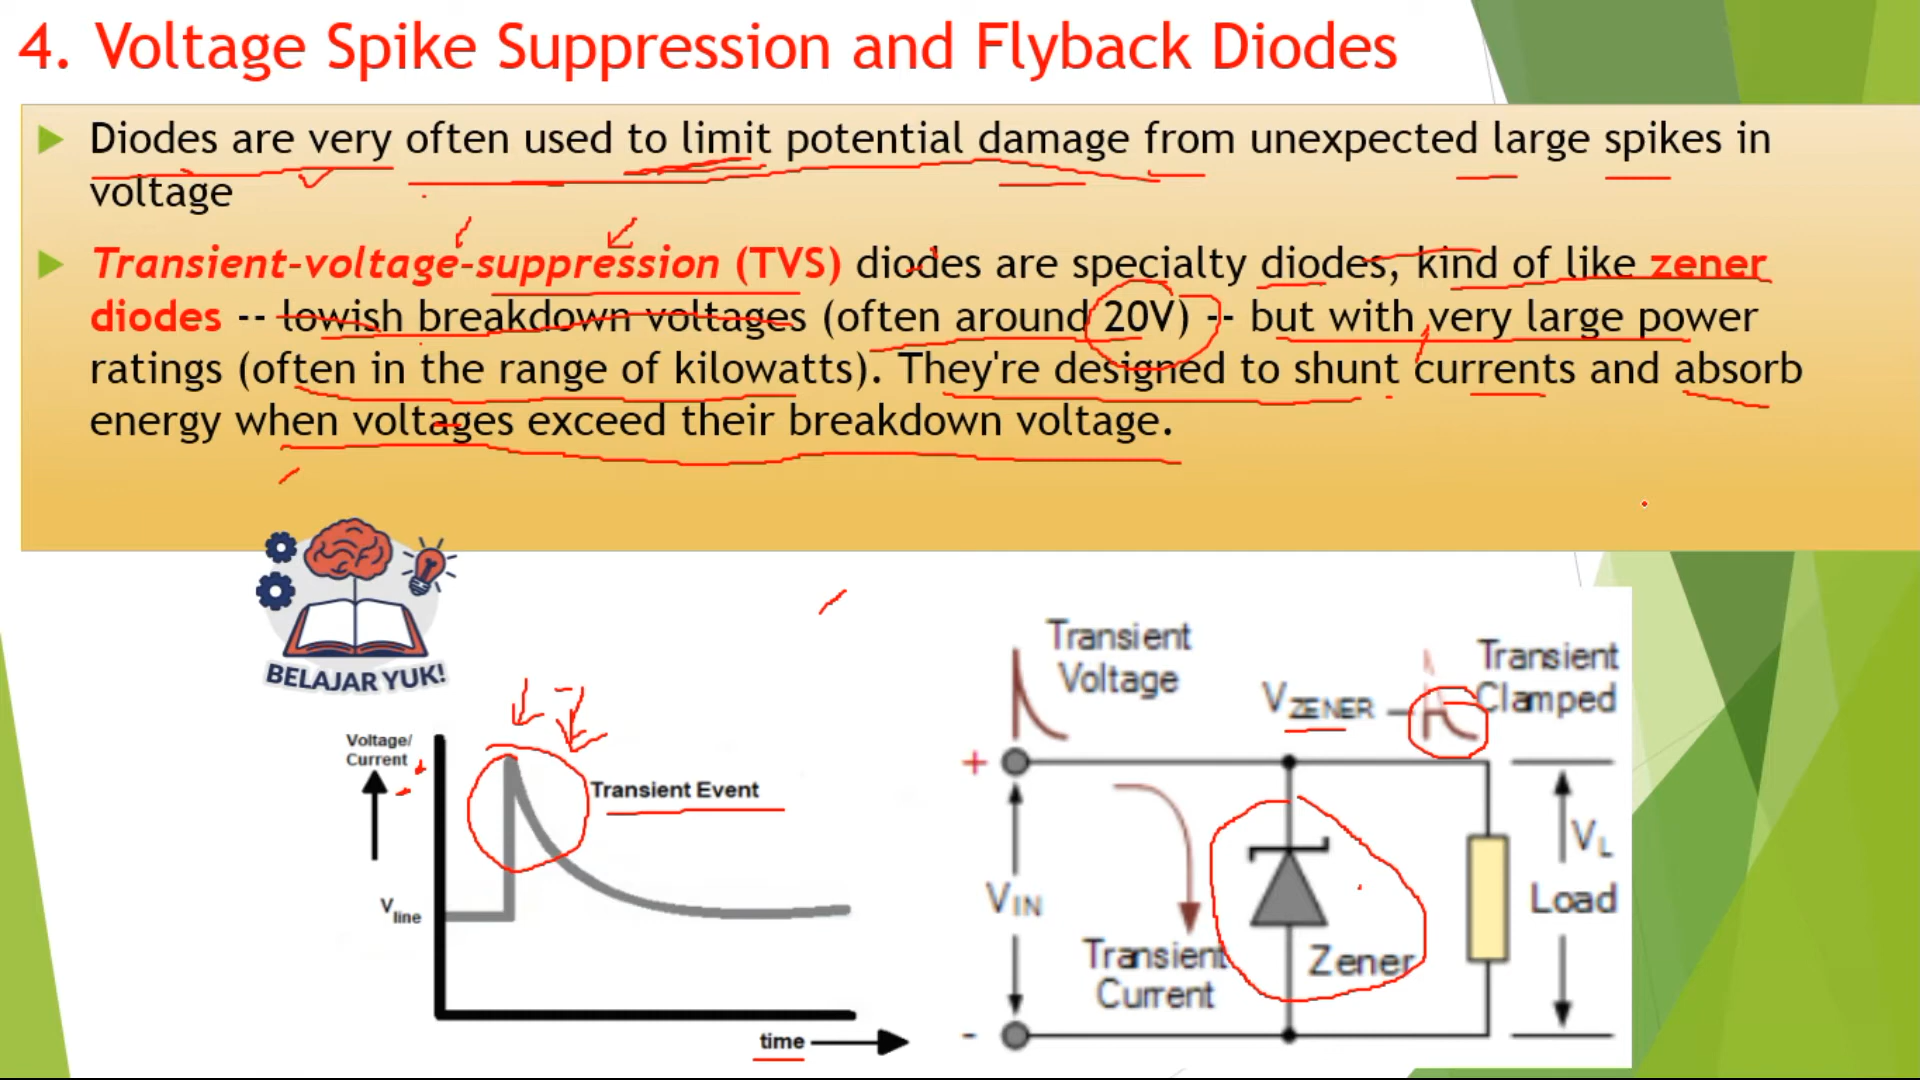 4. Voltage Spike Suppression and Flyback Diodes
Diodes are very often used to limit potential damage from unexpected large spikes in
voltage
Transient-voltage-suppression (TVS) diodes are specialty diodes, kind of like zener
diodes -- lowish breakdown voltages (often around 20V) -- but with very large power
ratings (often in the range of kilowatts). They're designed to shunt currents and absorb
energy when voltages exceed their breakdown voltage.
BELAJAR YUK!
Voltage/
Current
Transient Event
Vline
time
Transient
Voltage
VZENER
Transient
Clamped
+
VIN
Transient
Current
Zener
VL
Load
-